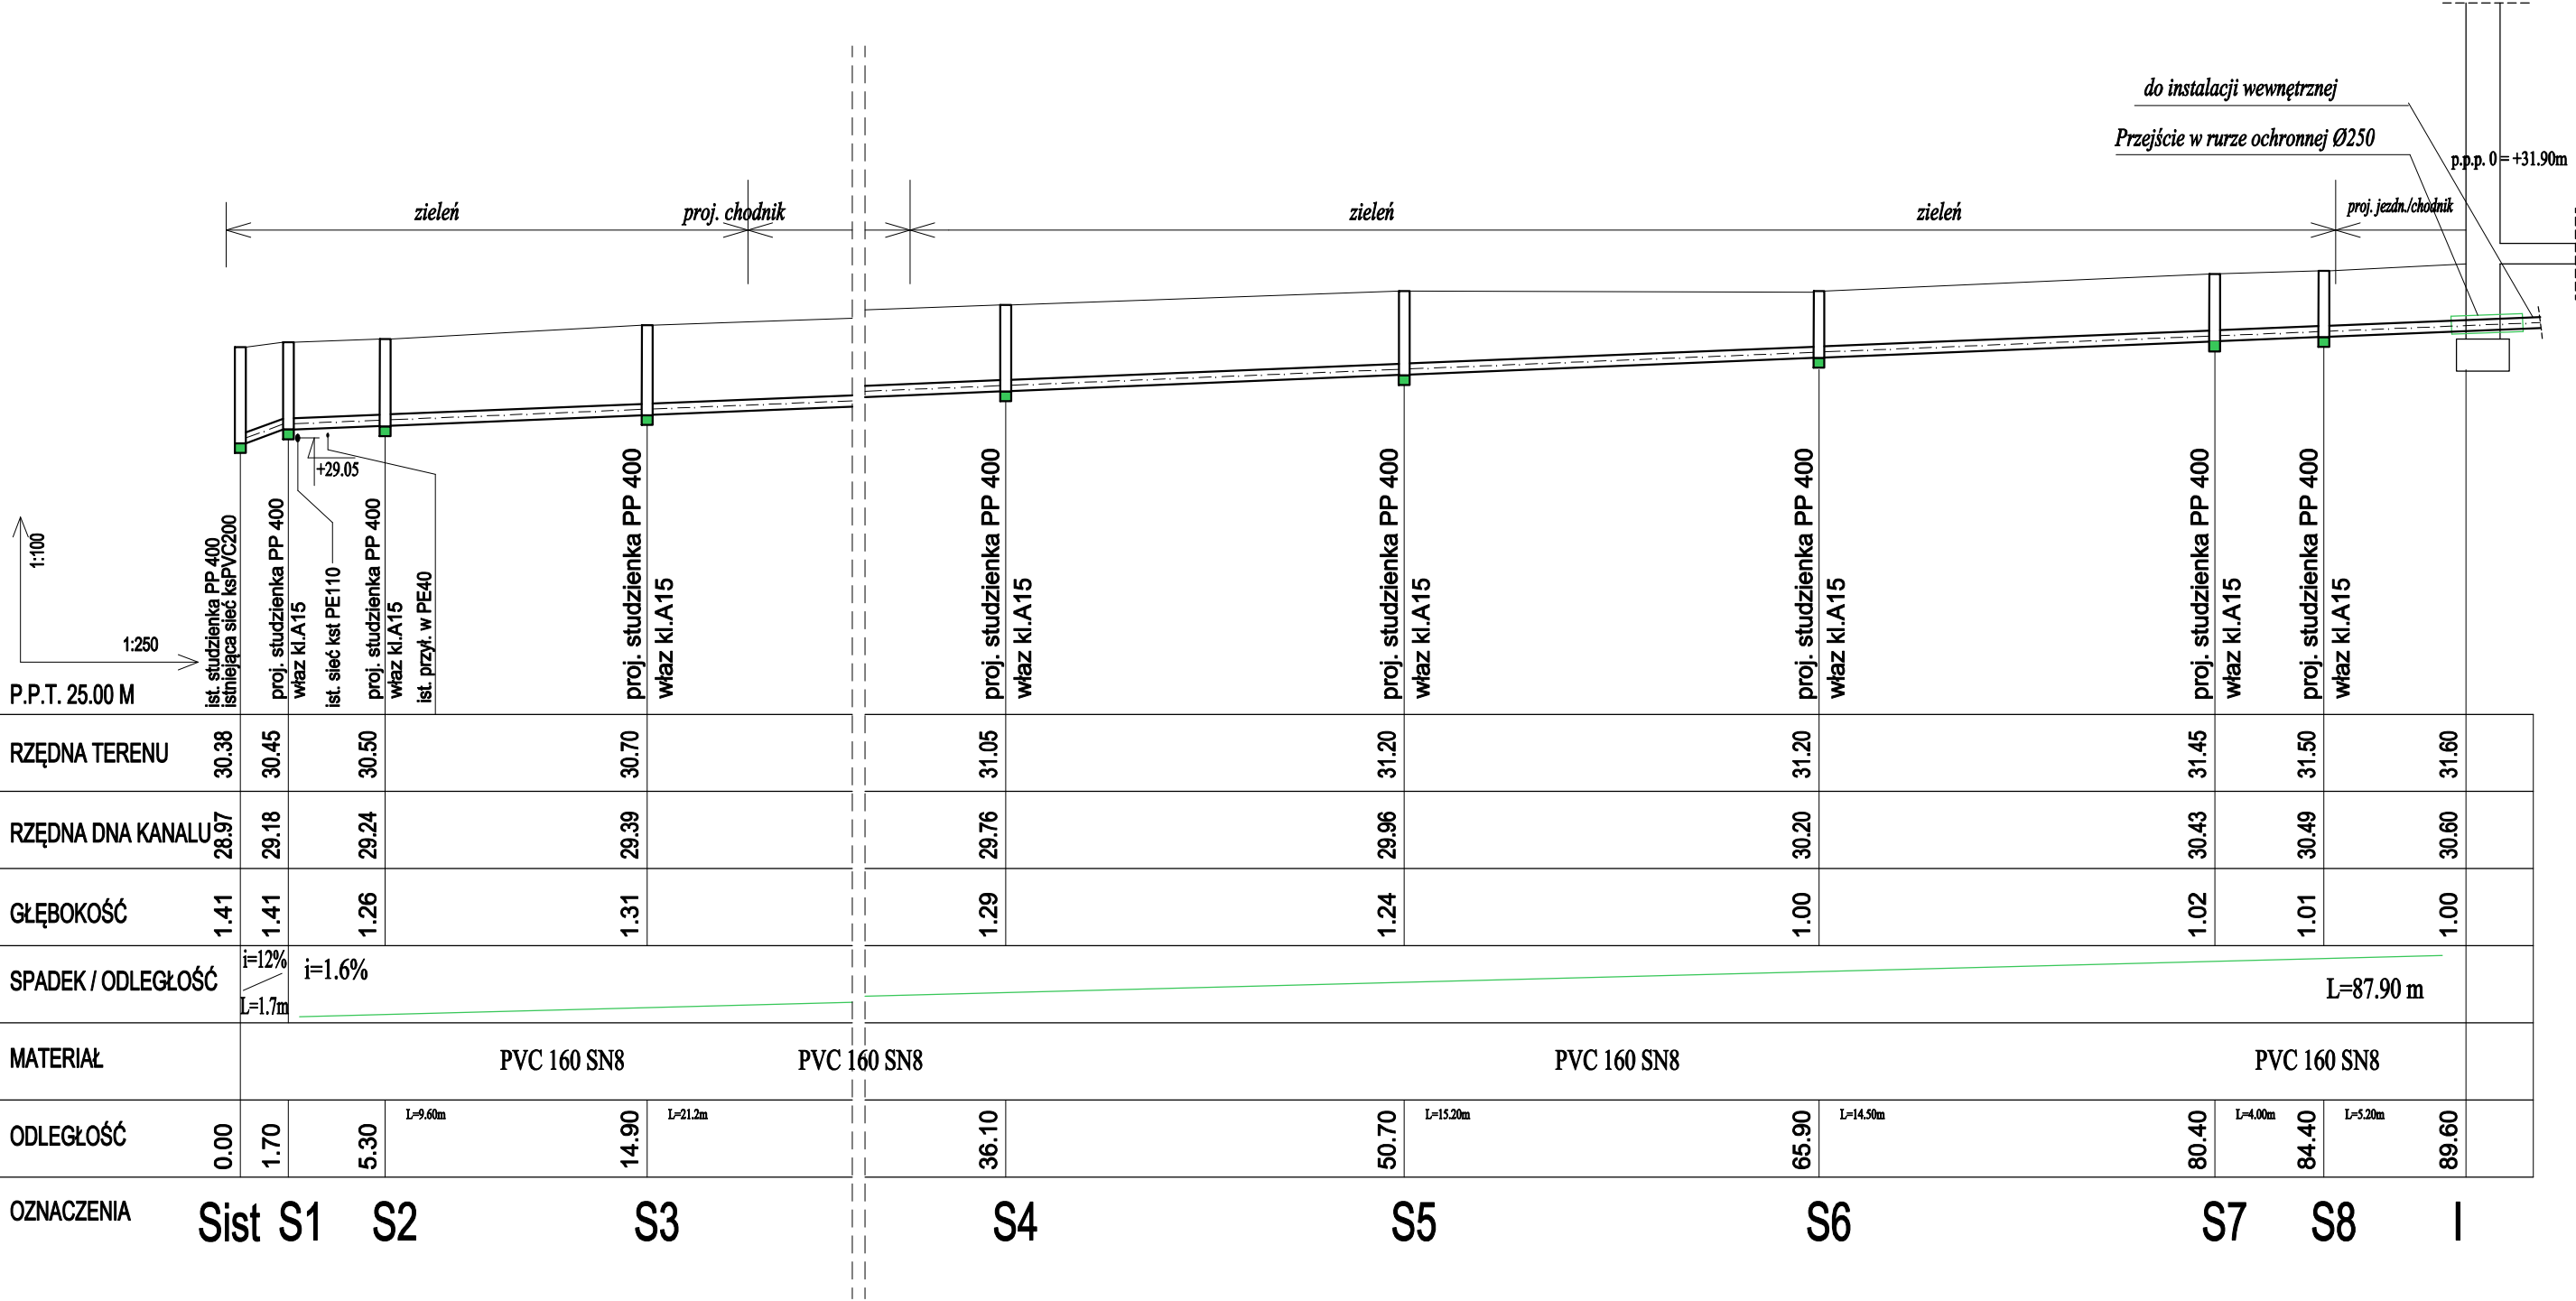 do instalacji wewnętrznej
Przejście w rurze ochronnej Ø250
p.p.p. 0 = +31.90m
zieleń
proj. chodnik
zieleń
zieleń
proj. jezdn./chodnik
+29.05
1:100
1:250
P.P.T. 25.00 M
ist. studzienka PP 400
istniejąca sieć ksPVC200
proj. studzienka PP 400
właz kl.A15
ist. sieć kst PE110
proj. studzienka PP 400
właz kl.A15
ist. przył. w PE40
proj. studzienka PP 400
właz kl.A15
proj. studzienka PP 400
właz kl.A15
proj. studzienka PP 400
właz kl.A15
proj. studzienka PP 400
właz kl.A15
proj. studzienka PP 400
właz kl.A15
proj. studzienka PP 400
właz kl.A15
RZĘDNA TERENU 30.38 30.45 30.50 30.70 31.05 31.20 31.20 31.45 31.50 31.60
RZĘDNA DNA KANALU 28.97 29.18 29.24 29.39 29.76 29.96 30.20 30.43 30.49 30.60
GŁĘBOKOŚĆ 1.41 1.41 1.26 1.31 1.29 1.24 1.00 1.02 1.01 1.00
SPADEK / ODLEGŁOŚĆ i=12% L=1.7m i=1.6% L=87.90 m
MATERIAŁ PVC 160 SN8 PVC 160 SN8 PVC 160 SN8 PVC 160 SN8
ODLEGŁOŚĆ 0.00 1.70 5.30 L=9.60m 14.90 L=21.2m 36.10 50.70 L=15.20m 65.90 L=14.50m 80.40 L=4.00m 84.40 L=5.20m 89.60
OZNACZENIA Sist S1 S2 S3 S4 S5 S6 S7 S8 I